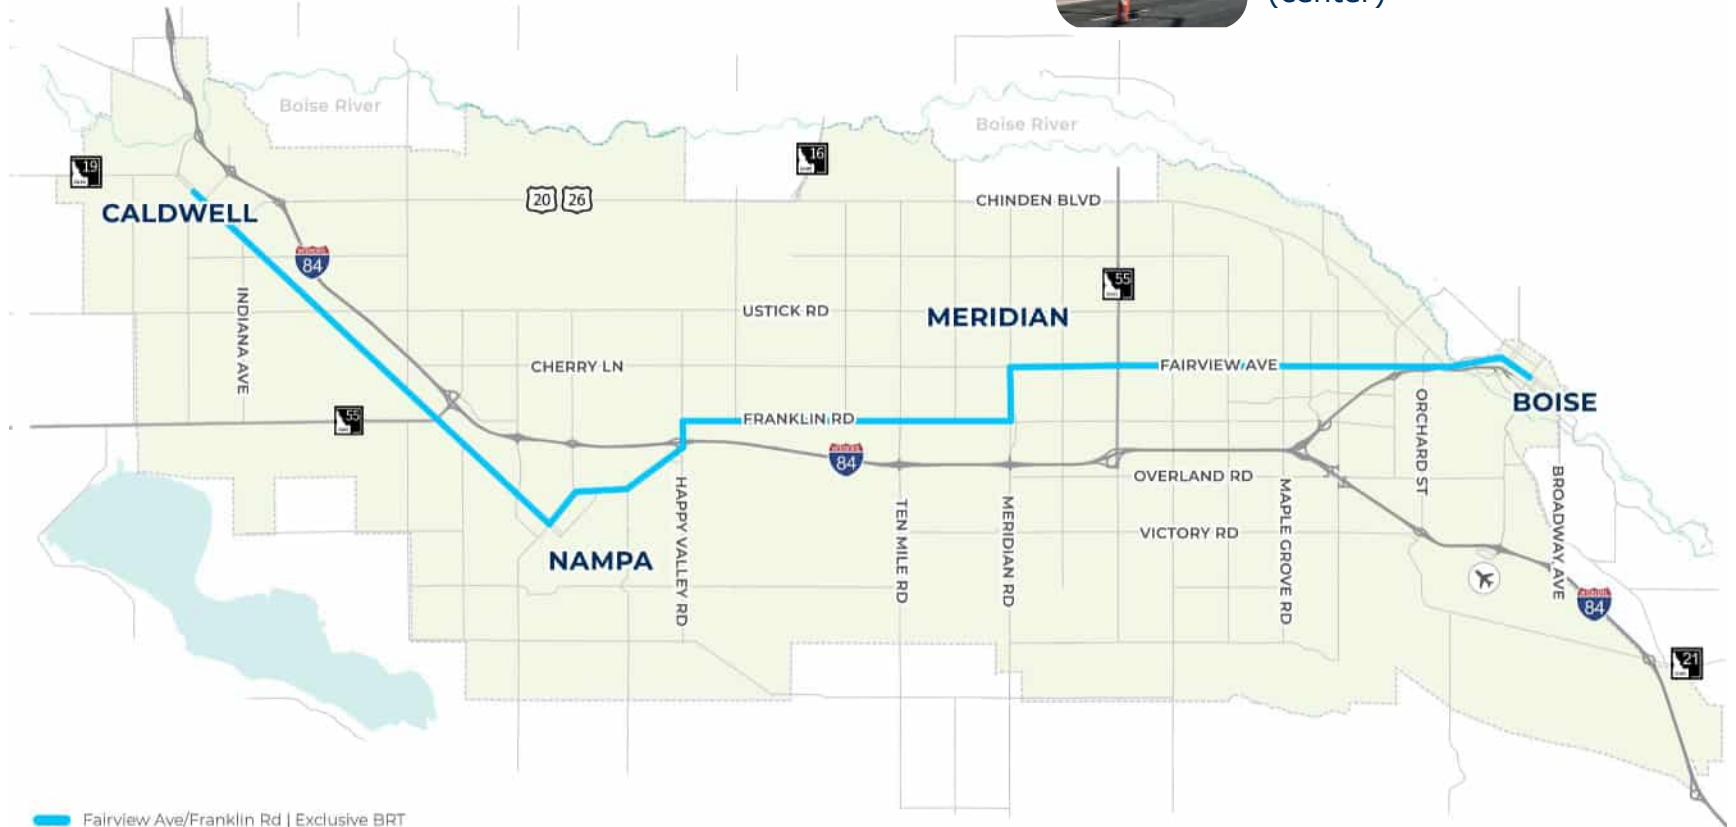 (center)
Boise River
Boise River
19
16
20 26
CHINDEN BLVD
CALDWELL
84
55
INDIANA AVE
USTICK RD
MERIDIAN
CHERRY LN
FAIRVIEW AVE
BOISE
55
FRANKLIN RD
ORCHARD ST
84
OVERLAND RD
HAPPY VALLEY RD
TEN MILE RD
MERIDIAN RD
MAPLE GROVE RD
BROADWAY AVE
VICTORY RD
NAMPA
84
21
Fairview Ave/Franklin Rd | Exclusive BRT